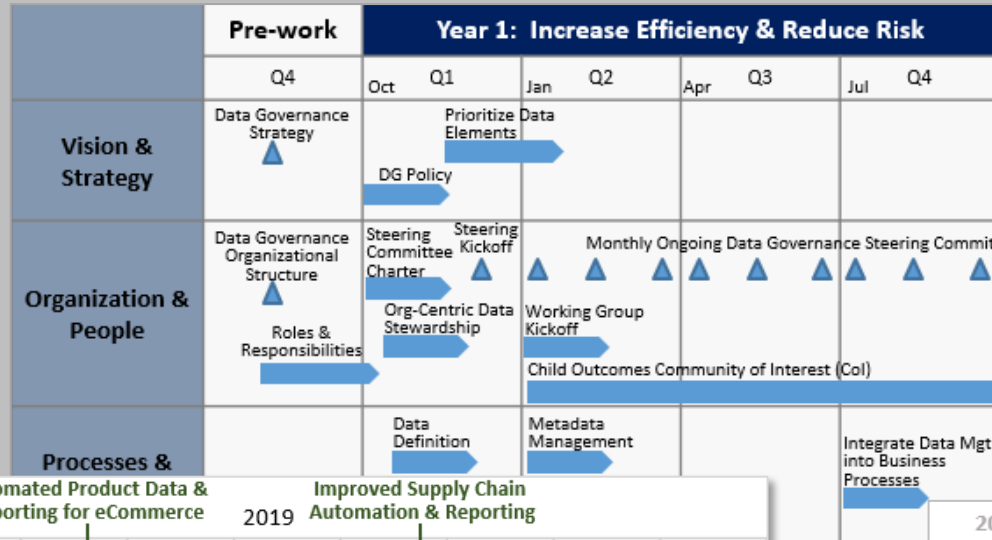 Pre-work
Year 1: Increase Efficiency & Reduce Risk
Q4
Oct
Q1
Jan
Q2
Apr
Q3
Jul
Q4
Vision &
Strategy
Data Governance
Strategy
Prioritize Data
Elements
DG Policy
Organization &
People
Data Governance
Organizational
Structure
Roles &
Responsibilities
Steering
Committee
Charter
Steering
Kickoff
Org-Centric Data
Stewardship
Monthly Ongoing Data Governance Steering
Working Group
Kickoff
Child Outcomes Community of Interest (CoI)
Processes &
Data
Definition
Metadata
Management
Integrate Data Mgt
into Business
Processes
Product Data &
for eCommerce
2019
Improved Supply Chain
Automation & Reporting